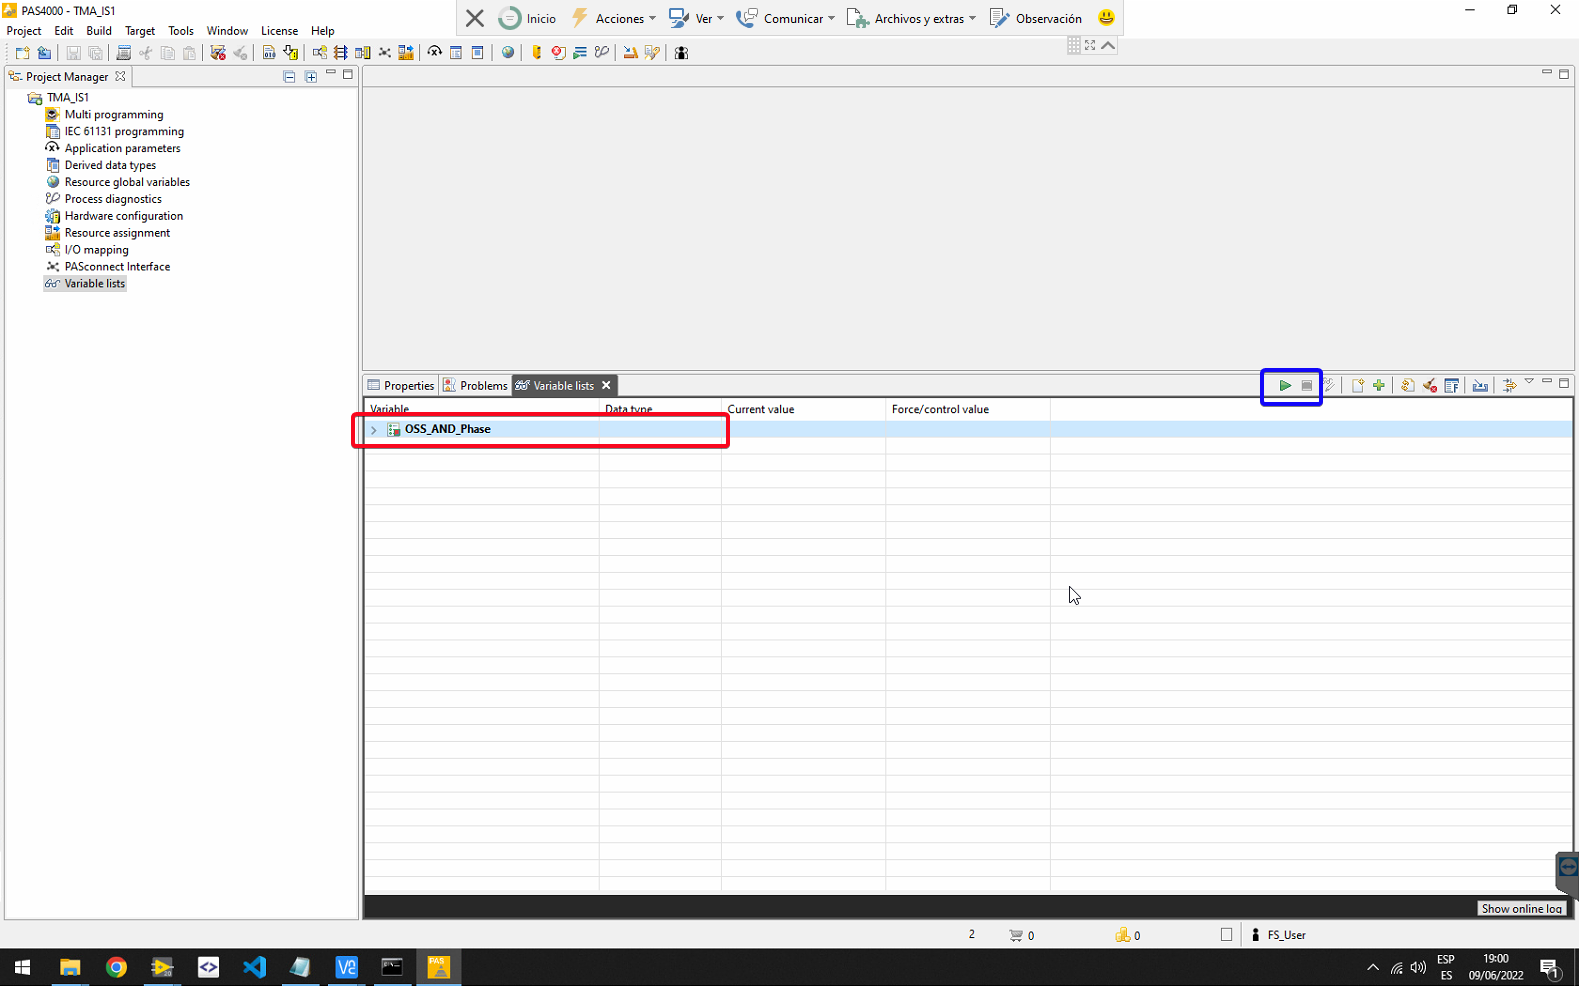 PAS4000 - TMA_IS1
Inicio Acciones Ver Comunicar Archivos y extras Observación
Project Edit Build Target Tools Window License Help
Project Manager
TMA_IS1
Multi programming
IEC 61131 programming
Application parameters
Derived data types
Resource global variables
Process diagnostics
Hardware configuration
Resource assignment
I/O mapping
PASconnect Interface
Variable lists
Properties Problems Variable lists
Variable Data type Current value Force/control value
OSS_AND_Phase
Show online log
2 0 0 FS_User
ESP 19:00
ES 09/06/2022 1